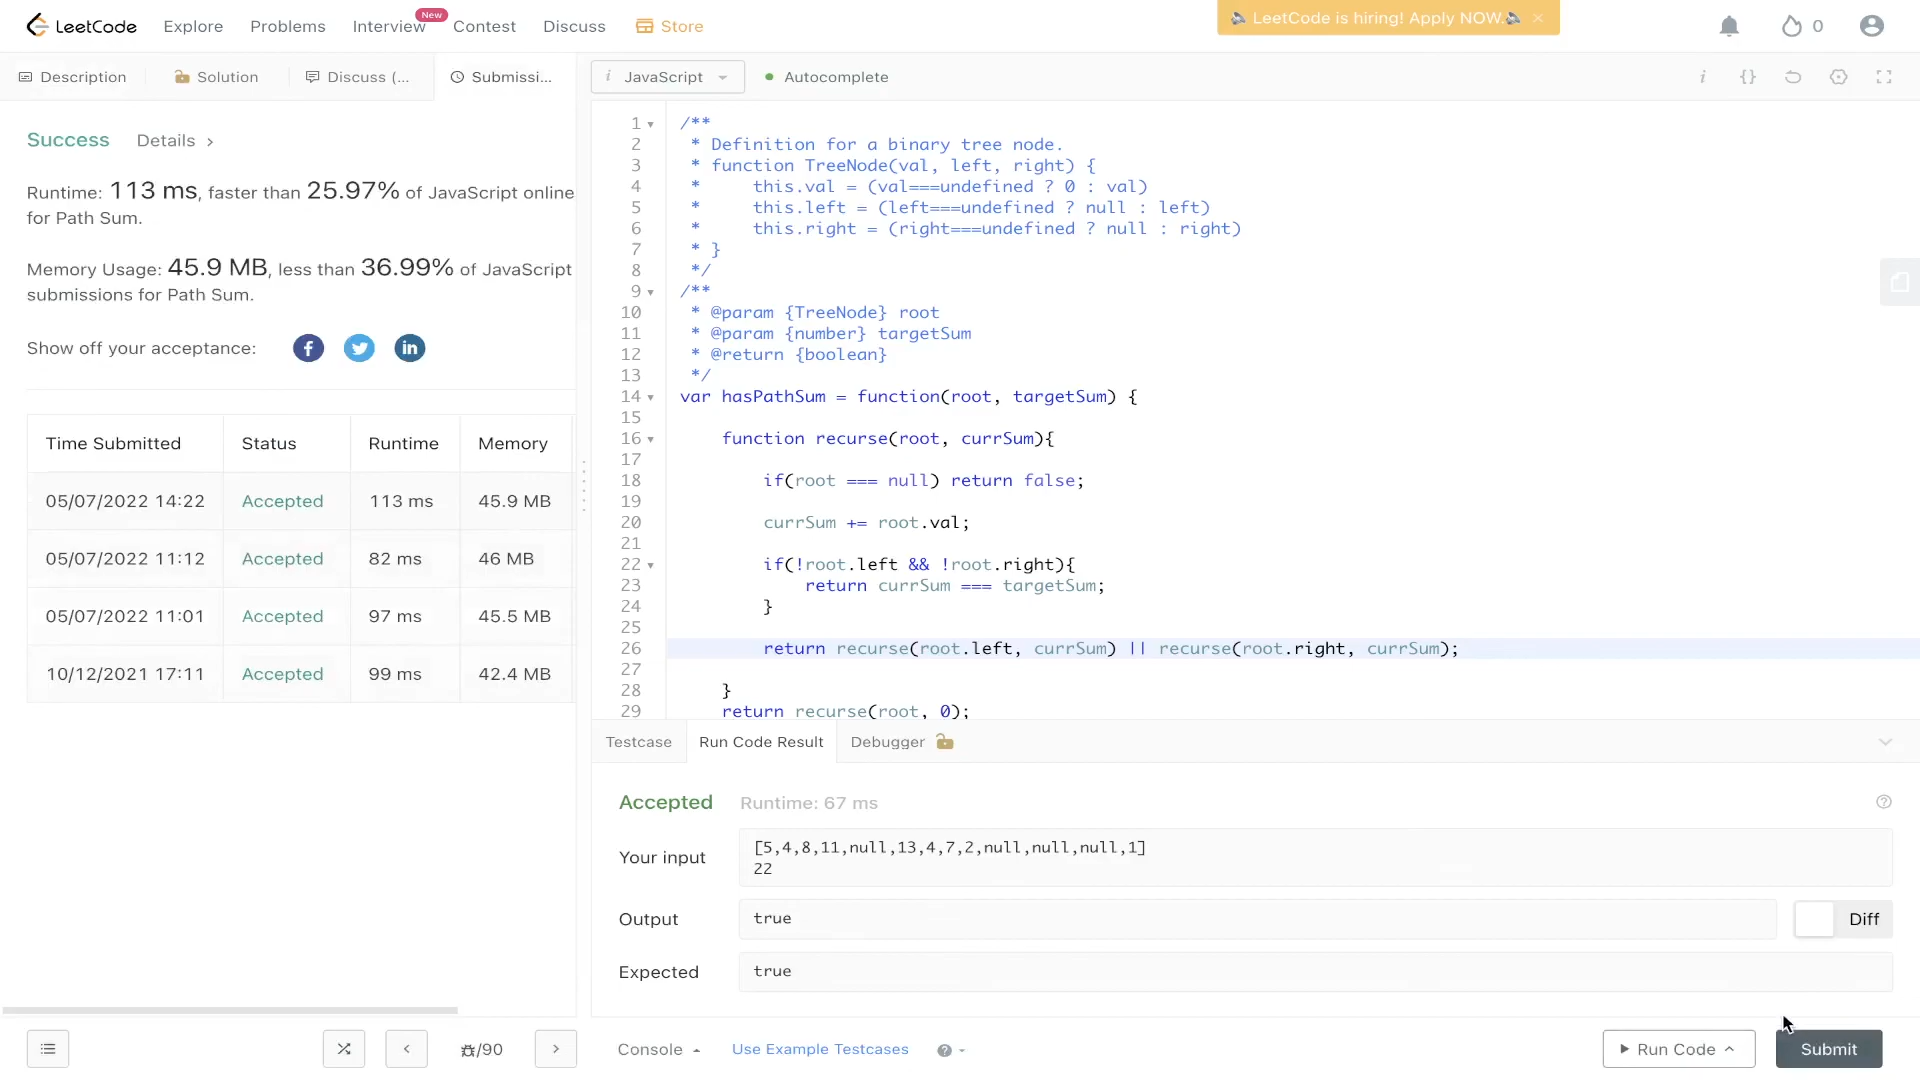 LeetCode
Explore
Problems
Interview
New
Contest
Discuss
Store
LeetCode is hiring! Apply NOW.
0
Description
Solution
Discuss (...
Submissi...
i JavaScript
Autocomplete
i {}
Success
Details >
Runtime: 113 ms, faster than 25.97% of JavaScript online
for Path Sum.
Memory Usage: 45.9 MB, less than 36.99% of JavaScript
submissions for Path Sum.
Show off your acceptance:
Time Submitted Status Runtime Memory
05/07/2022 14:22 Accepted 113 ms 45.9 MB
05/07/2022 11:12 Accepted 82 ms 46 MB
05/07/2022 11:01 Accepted 97 ms 45.5 MB
10/12/2021 17:11 Accepted 99 ms 42.4 MB
1 /**
2 * Definition for a binary tree node.
3 * function TreeNode(val, left, right) {
4 *     this.val = (val===undefined ? 0 : val)
5 *     this.left = (left===undefined ? null : left)
6 *     this.right = (right===undefined ? null : right)
7 * }
8 */
9 /**
10 * @param {TreeNode} root
11 * @param {number} targetSum
12 * @return {boolean}
13 */
14 var hasPathSum = function(root, targetSum) {
15
16     function recurse(root, currSum){
17
18         if(root === null) return false;
19
20         currSum += root.val;
21
22         if(!root.left && !root.right){
23             return currSum === targetSum;
24         }
25
26         return recurse(root.left, currSum) || recurse(root.right, currSum);
27
28     }
29     return recurse(root, 0);
Testcase
Run Code Result
Debugger
Accepted
Runtime: 67 ms
Your input
[5,4,8,11,null,13,4,7,2,null,null,null,1]
22
Output
true
Diff
Expected
true
/90
Console
Use Example Testcases
Run Code
Submit